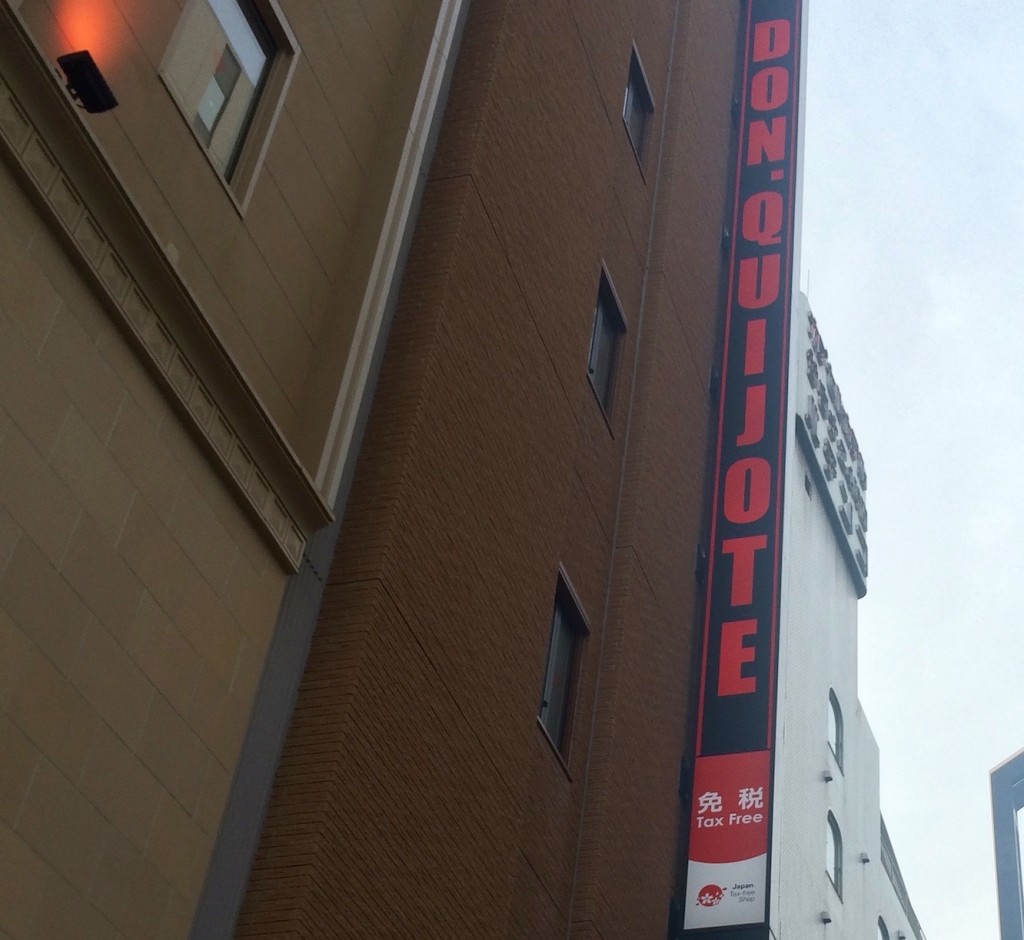 DON.QUIJOTE
免税
Tax Free
Japan
Tax-free
Shop